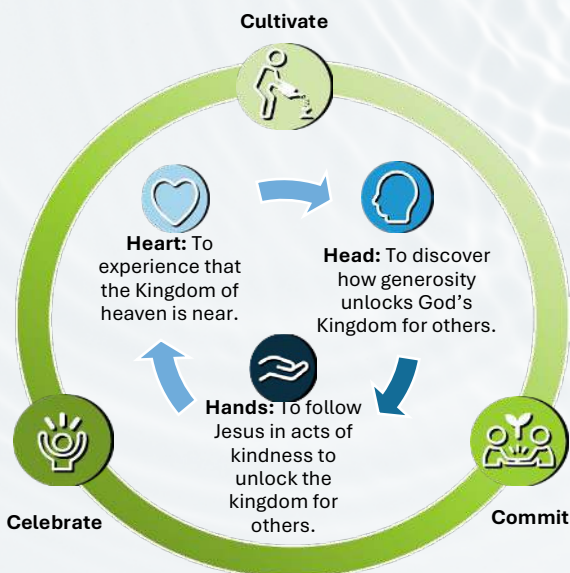 Cultivate
Heart: To
experience that
the Kingdom of
heaven is near.
Head: To discover
how generosity
unlocks God’s
Kingdom for others.
Hands: To follow
Jesus in acts of
kindness to
unlock the
kingdom for
others.
Celebrate
Commit